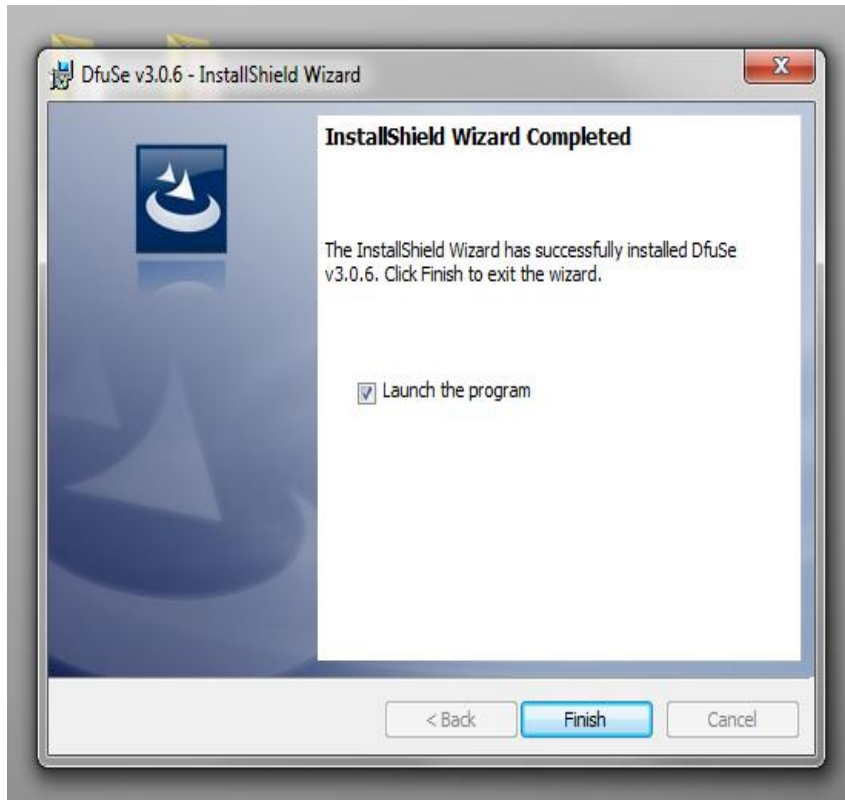 DfuSe v3.0.6 - InstallShield Wizard
X
InstallShield Wizard Completed
The InstallShield Wizard has successfully installed DfuSe
v3.0.6. Click Finish to exit the wizard.
Launch the program
< Back Finish Cancel